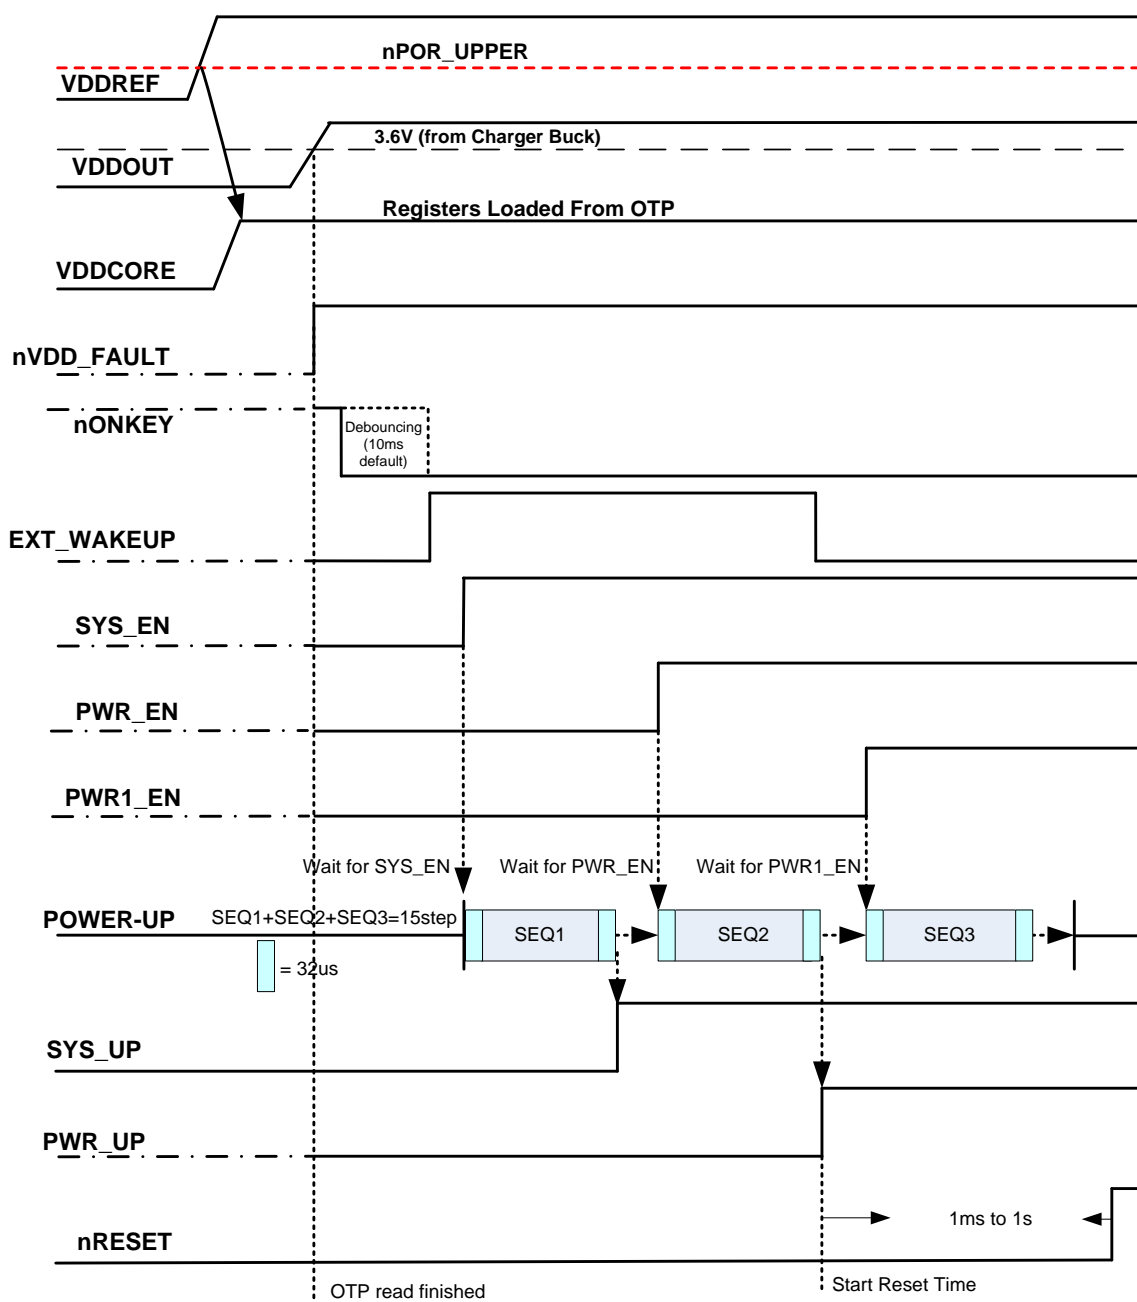 nPOR_UPPER
VDDREF
3.6V (from Charger Buck)
VDDOUT
Registers Loaded From OTP
VDDCORE
nVDD_FAULT
nONKEY
Debouncing
(10ms
default)
EXT_WAKEUP
SYS_EN
PWR_EN
PWR1_EN
Wait for SYS_EN
Wait for PWR_EN
Wait for PWR1_EN
POWER-UP
SEQ1+SEQ2+SEQ3=15step
SEQ1
SEQ2
SEQ3
= 32us
SYS_UP
PWR_UP
1ms to 1s
nRESET
OTP read finished
Start Reset Time